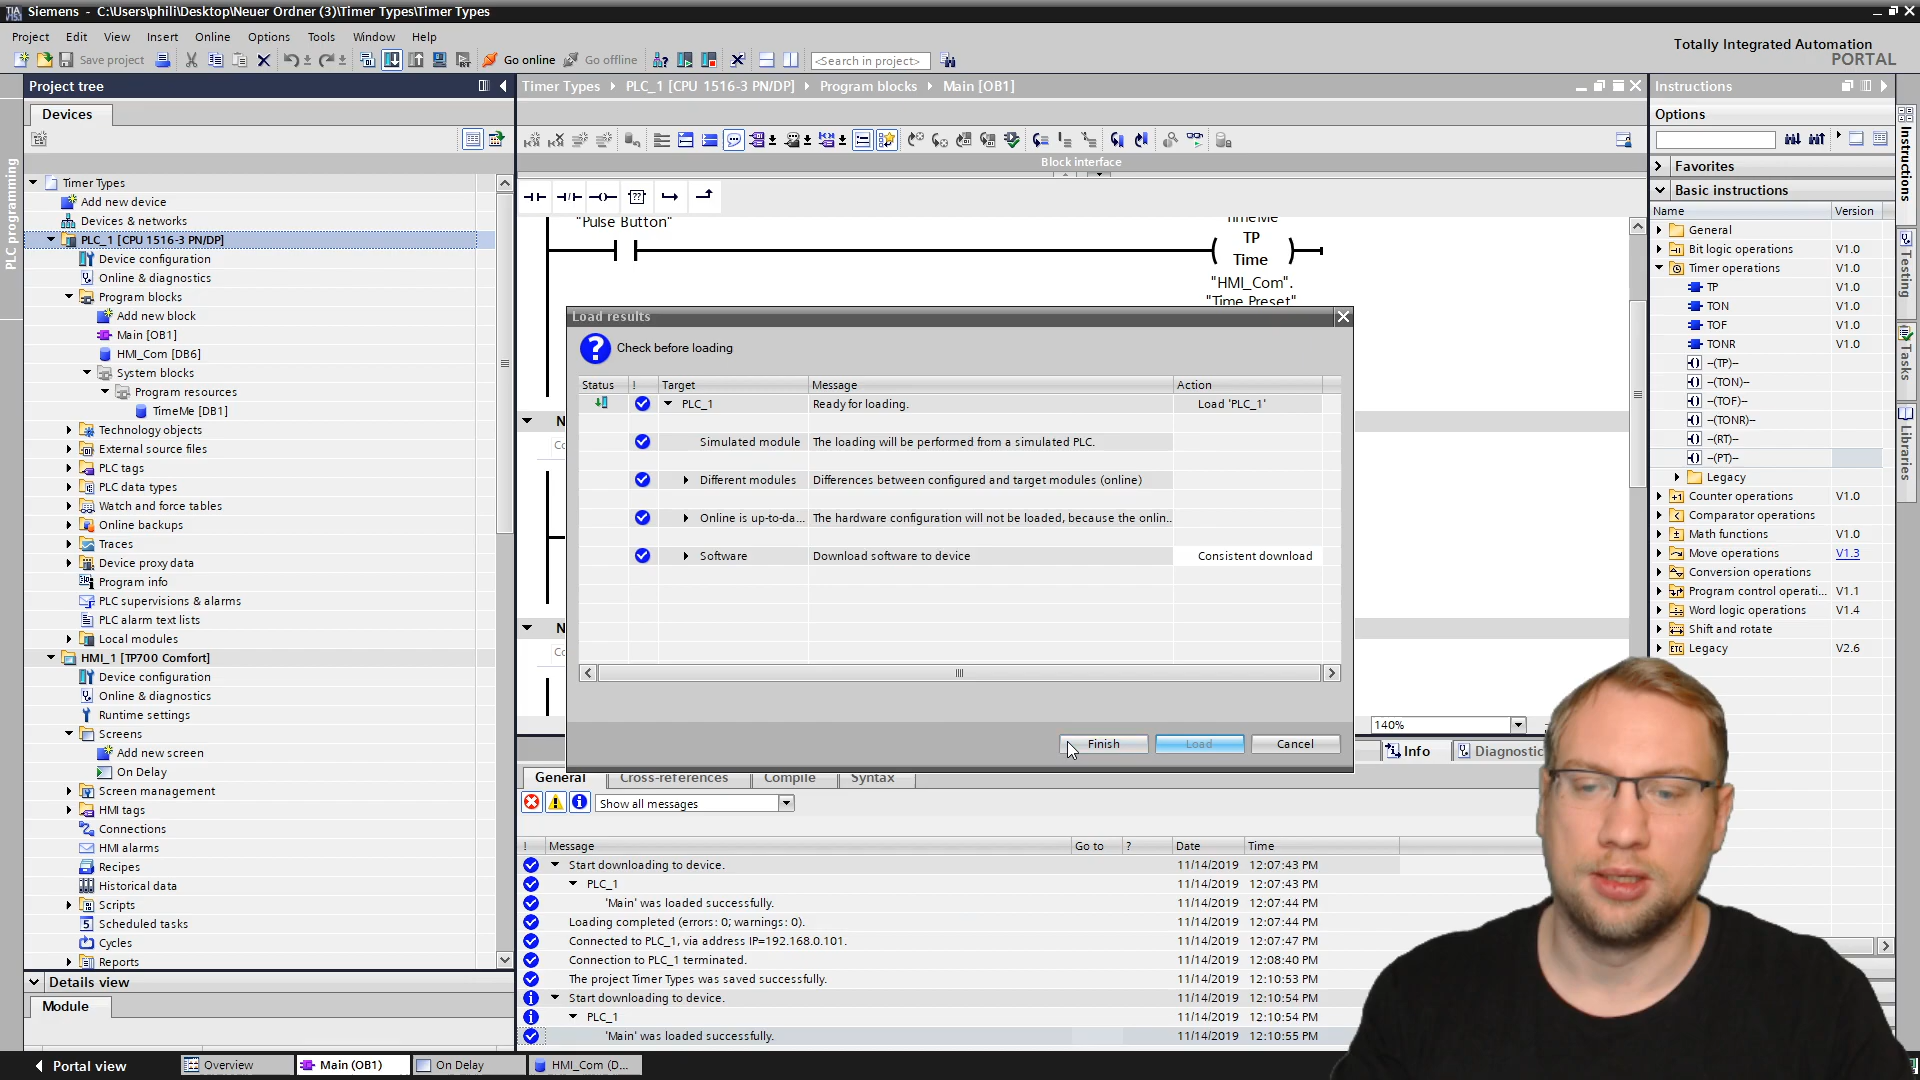 Siemens - C:\Users\phili\Desktop\Neuer Ordner (3)\Timer Types\Timer Types
Project Edit View Insert Online Options Tools Window Help
Totally Integrated Automation
PORTAL
Save project Go online Go offline <Search in project>
Project tree
Timer Types PLC_1 [CPU 1516-3 PN/DP] Program blocks Main [OB1]
Instructions
Devices
Options
PLC programming
Block interface
Favorites
Basic instructions
Name Version
Timer Types
Add new device
Devices & networks
PLC_1 [CPU 1516-3 PN/DP]
Device configuration
Online & diagnostics
Program blocks
Add new block
Main [OB1]
HMI_Com [DB6]
System blocks
Program resources
TimeMe [DB1]
Technology objects
External source files
PLC tags
PLC data types
Watch and force tables
Online backups
Traces
Device proxy data
Program info
PLC supervisions & alarms
PLC alarm text lists
Local modules
HMI_1 [TP700 Comfort]
Device configuration
Online & diagnostics
Runtime settings
Screens
Add new screen
On Delay
Screen management
HMI tags
Connections
HMI alarms
Recipes
Historical data
Scripts
Scheduled tasks
Cycles
Reports
Details view
Module
"Pulse Button"
TimeMe
TP
Time
"HMI_Com".
"Time Preset"
Load results
Check before loading
Status ! Target Message Action
PLC_1 Ready for loading. Load 'PLC_1'
Simulated module The loading will be performed from a simulated PLC.
Different modules Differences between configured and target modules (online)
Online is up-to-da... The hardware configuration will not be loaded, because the onlin...
Software Download software to device Consistent download
Finish Load Cancel
140%
Info Diagnostic
General Cross-references Compile Syntax
Show all messages
! Message Go to ? Date Time
Start downloading to device. 11/14/2019 12:07:43 PM
PLC_1 11/14/2019 12:07:43 PM
'Main' was loaded successfully. 11/14/2019 12:07:44 PM
Loading completed (errors: 0; warnings: 0). 11/14/2019 12:07:44 PM
Connected to PLC_1, via address IP=192.168.0.101. 11/14/2019 12:07:47 PM
Connection to PLC_1 terminated. 11/14/2019 12:08:40 PM
The project Timer Types was saved successfully. 11/14/2019 12:10:53 PM
Start downloading to device. 11/14/2019 12:10:54 PM
PLC_1 11/14/2019 12:10:54 PM
'Main' was loaded successfully. 11/14/2019 12:10:55 PM
General
Bit logic operations V1.0
Timer operations V1.0
TP V1.0
TON V1.0
TOF V1.0
TONR V1.0
-(TP)-
-(TON)-
-(TOF)-
-(TONR)-
-(RT)-
-(PT)-
Legacy
Counter operations V1.0
Comparator operations
Math functions V1.0
Move operations V1.3
Conversion operations
Program control operati... V1.1
Word logic operations V1.4
Shift and rotate
Legacy V2.6
Instructions
Testing
Tasks
Libraries
Portal view Overview Main (OB1) On Delay HMI_Com (D...